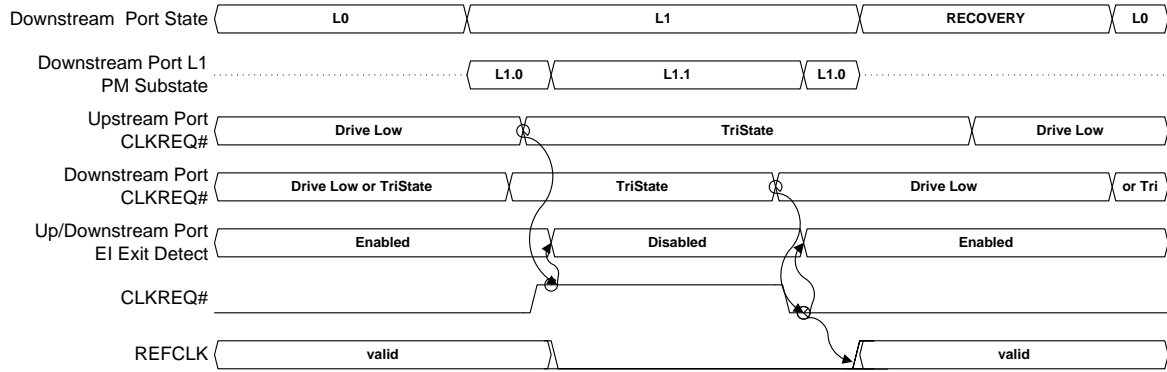 Downstream Port State
L0
L1
RECOVERY
L0
Downstream Port L1
PM Substate
L1.0
L1.1
L1.0
Upstream Port
CLKREQ#
Drive Low
TriState
Drive Low
Downstream Port
CLKREQ#
Drive Low or TriState
TriState
Drive Low
or Tri
Up/Downstream Port
EI Exit Detect
Enabled
Disabled
Enabled
CLKREQ#
REFCLK
valid
valid